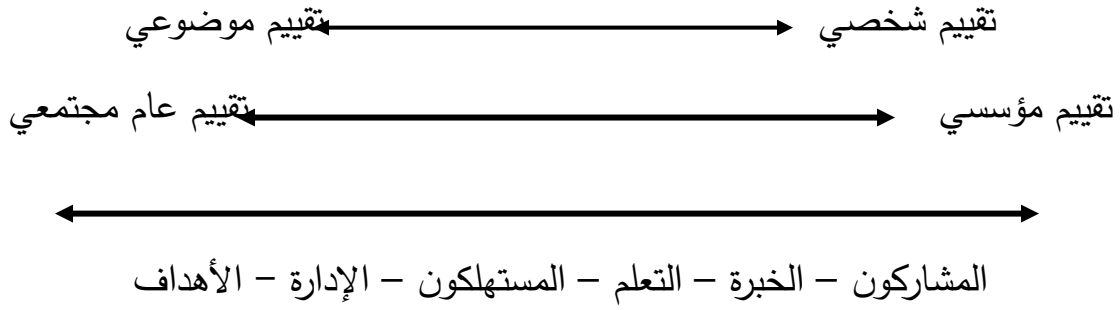 تقييم شخصي تقييم موضوعي
تقييم مؤسسي تقييم عام مجتمعي
المشاركون – الخبرة – التعلم – المستهلكون – الإدارة – الأهداف